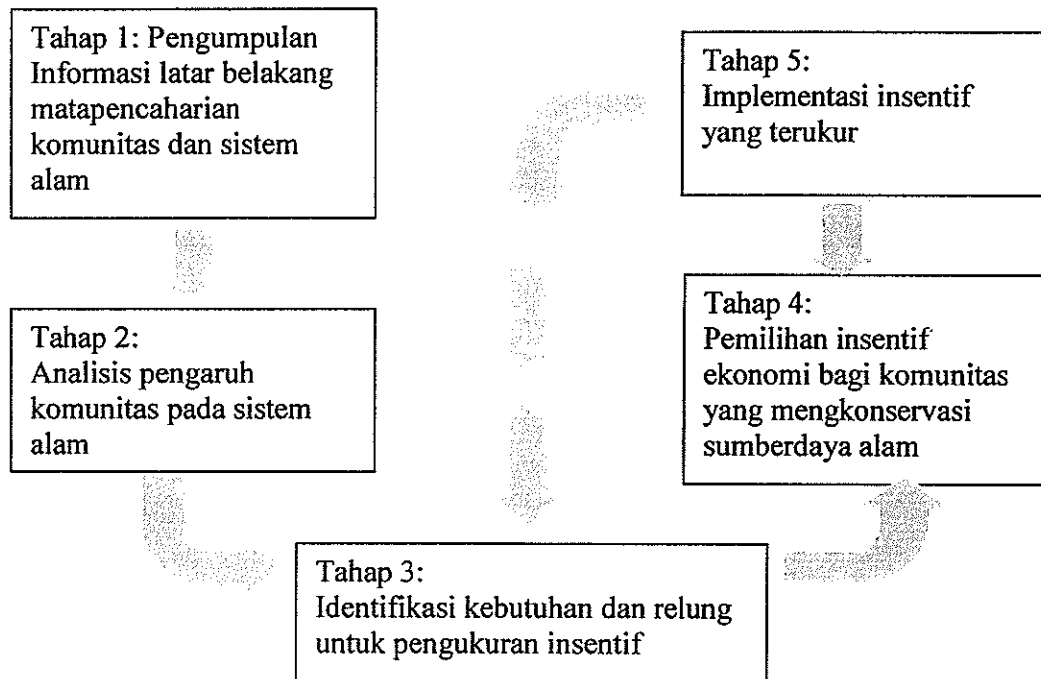 Tahap 1: Pengumpulan
Informasi latar belakang
matapencaharian
komunitas dan sistem
alam
Tahap 2:
Analisis pengaruh
komunitas pada sistem
alam
Tahap 3:
Identifikasi kebutuhan dan relung
untuk pengukuran insentif
Tahap 5:
Implementasi insentif
yang terukur
Tahap 4:
Pemilihan insentif
ekonomi bagi komunitas
yang mengkonservasi
sumberdaya alam